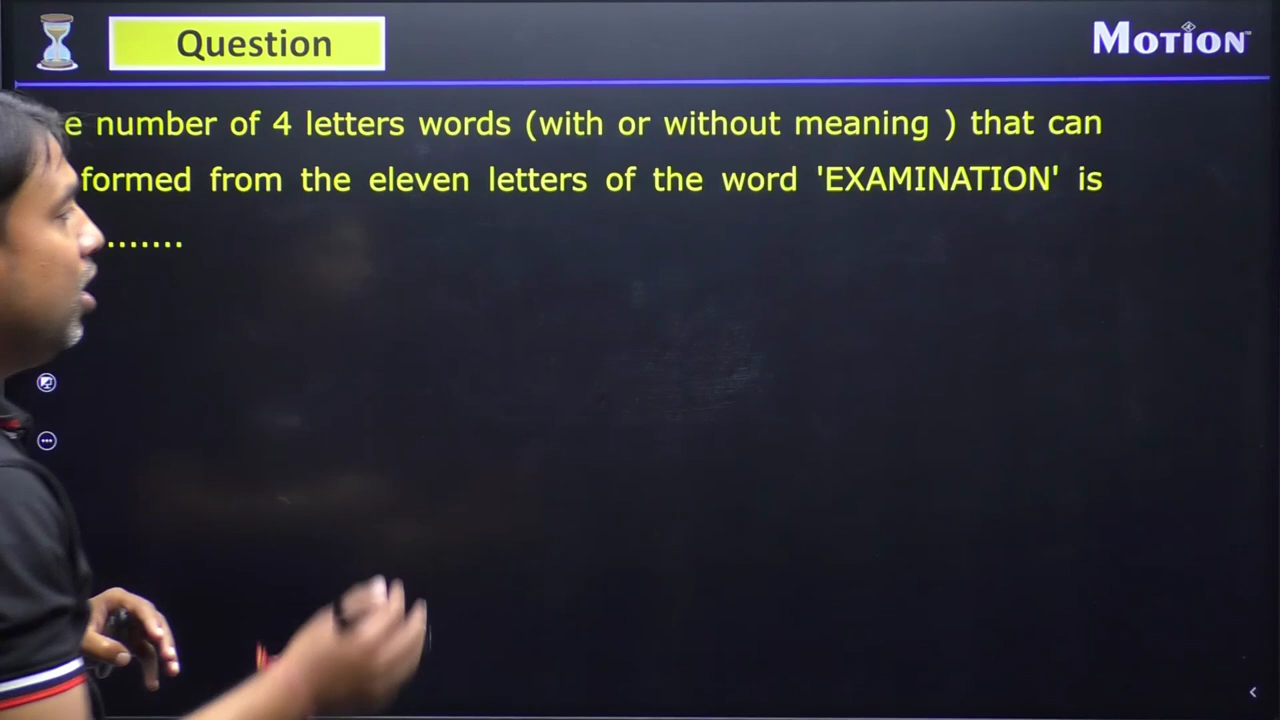 Question
MOTION
number of 4 letters words (with or without meaning ) that can
formed from the eleven letters of the word 'EXAMINATION' is
.......